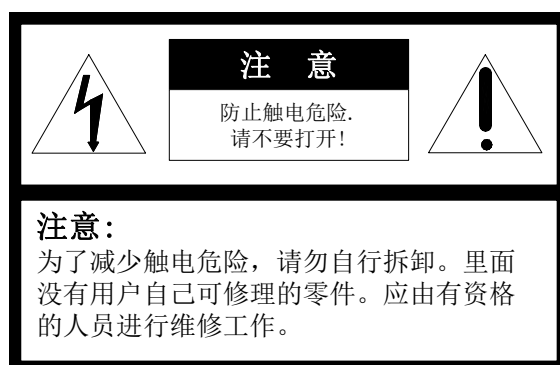 注 意
防止触电危险.
请不要打开!
注意:
为了减少触电危险，请勿自行拆卸。里面
没有用户自己可修理的零件。应由有资格
的人员进行维修工作。